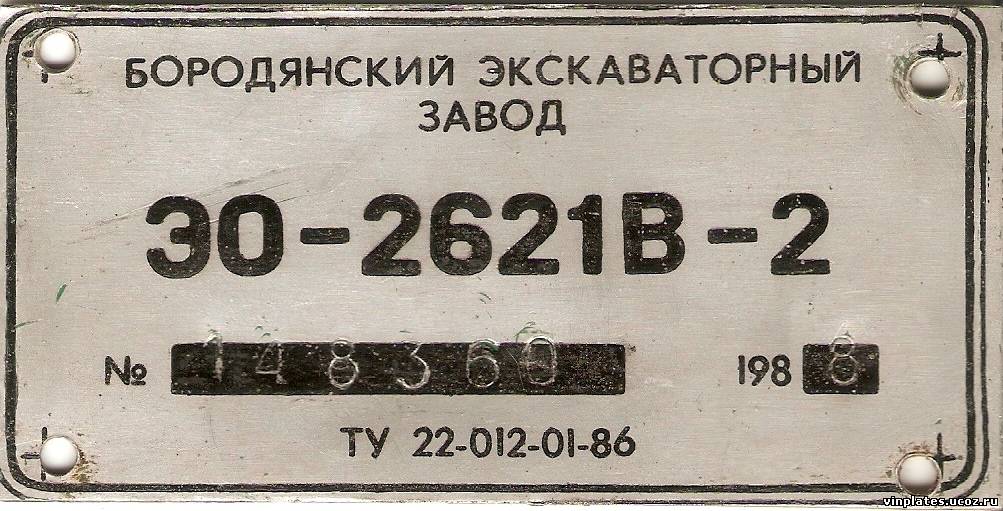 БОРОДЯНСКИЙ ЭКСКАВАТОРНЫЙ
ЗАВОД
ЭО-2621В-2
№ 148360 1988
ТУ 22-012-01-86
vinplates.ucoz.ru